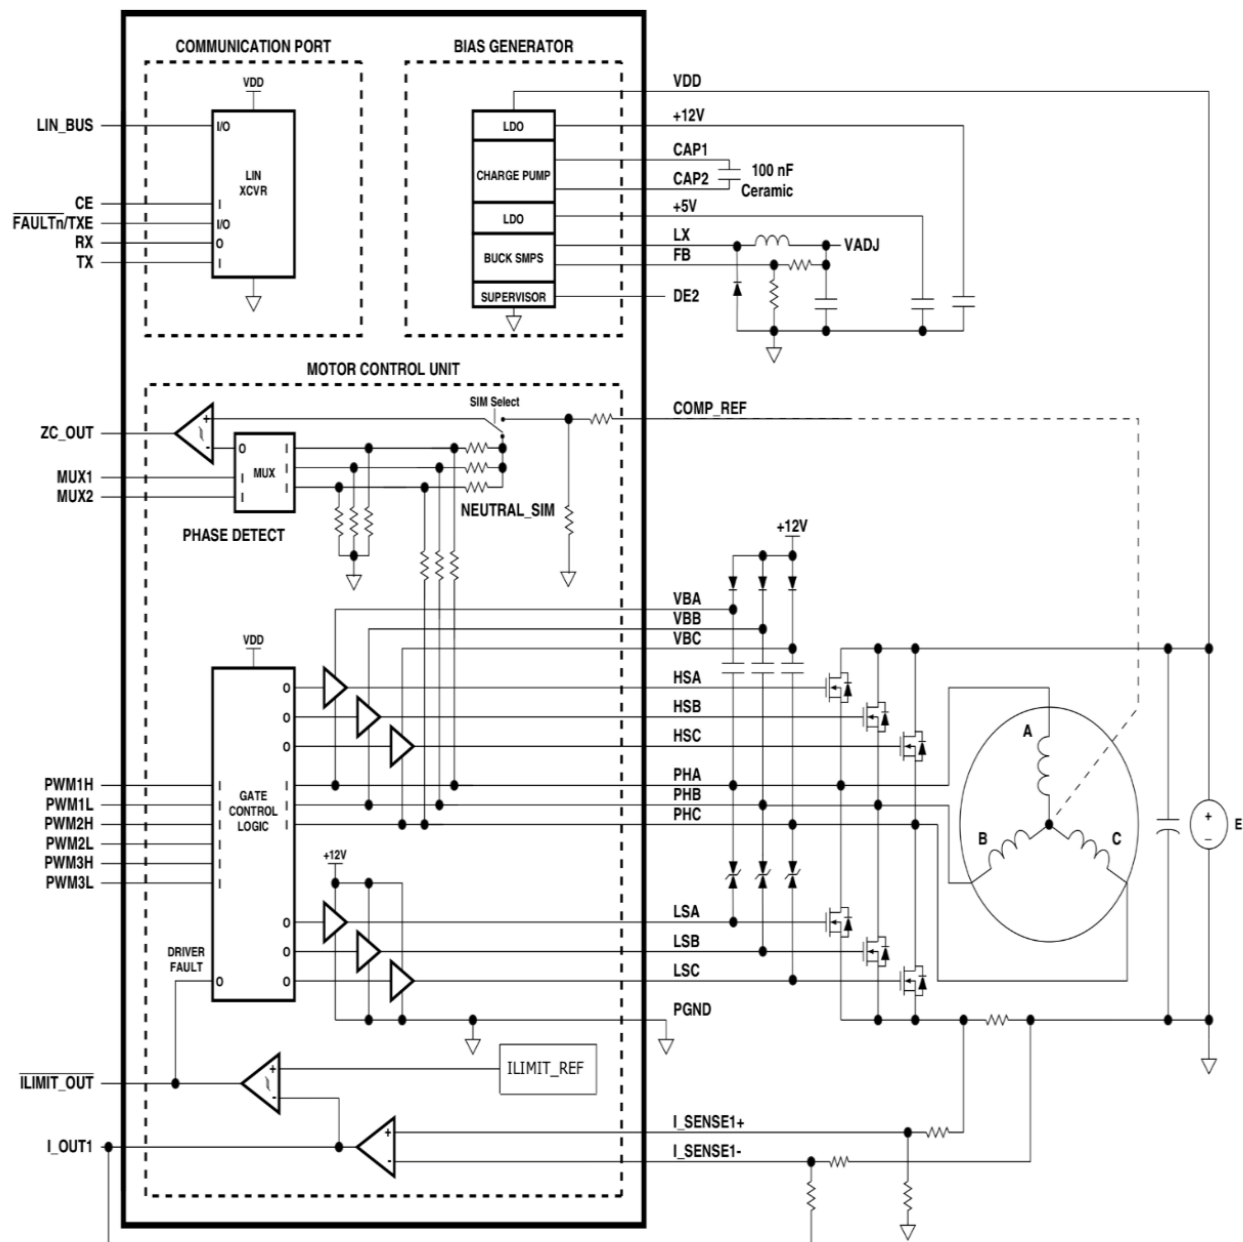 COMMUNICATION PORT
BIAS GENERATOR
VDD
LIN_BUS
I/O
LIN
XCVR
CE
I
FAULTn/TXE
I/O
RX
O
TX
I
LDO
CHARGE PUMP
LDO
BUCK SMPS
SUPERVISOR
VDD
+12V
CAP1
CAP2
100 nF
Ceramic
+5V
LX
VADJ
FB
DE2
MOTOR CONTROL UNIT
SIM Select
COMP_REF
+
-
ZC_OUT
O
I
MUX
I
I
MUX1
I
MUX2
I
NEUTRAL_SIM
PHASE DETECT
+12V
VBA
VBB
VBC
VDD
O
HSA
O
HSB
O
HSC
A
B
C
+
–
E
PWM1H
I
I
PHA
PWM1L
I
I
PHB
PWM2H
I
I
PHC
PWM2L
I
PWM3H
I
PWM3L
I
GATE
CONTROL
LOGIC
+12V
O
LSA
O
LSB
O
LSC
DRIVER
FAULT
O
PGND
ILIMIT_OUT
+
-
ILIMIT_REF
I_OUT1
+
-
I_SENSE1+
I_SENSE1-